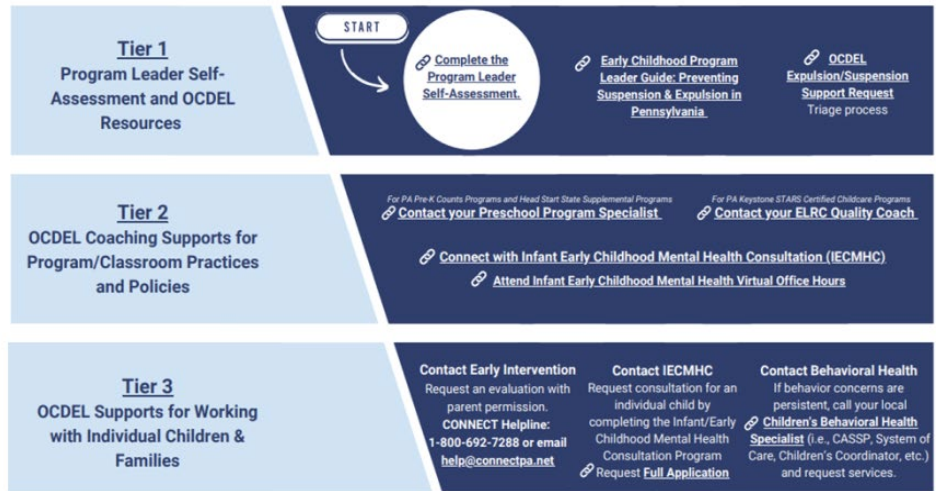 Tier 1
Program Leader Self-
Assessment and OCDEL
Resources
START
Complete the
Program Leader
Self-Assessment.
Early Childhood Program
Leader Guide: Preventing
Suspension & Expulsion in
Pennsylvania
OCDEL
Expulsion/Suspension
Support Request
Triage process
Tier 2
OCDEL Coaching Supports for
Program/Classroom Practices
and Policies
For PA Pre-K Counts Programs and Head Start State Supplemental Programs
Contact your Preschool Program Specialist
For PA Keystone STARS Certified Childcare Programs
Contact your ELRC Quality Coach
Connect with Infant Early Childhood Mental Health Consultation (IECMHC)
Attend Infant Early Childhood Mental Health Virtual Office Hours
Tier 3
OCDEL Supports for Working
with Individual Children &
Families
Contact Early Intervention
Request an evaluation with
parent permission.
CONNECT Helpline:
1-800-692-7288 or email
help@connectpa.net
Contact IECMHC
Request consultation for an
individual child by
completing the Infant/Early
Childhood Mental Health
Consultation Program
Request Full Application
Contact Behavioral Health
If behavior concerns are
persistent, call your local
Children's Behavioral Health
Specialist (i.e., CASSP, System of
Care, Children's Coordinator, etc.)
and request services.